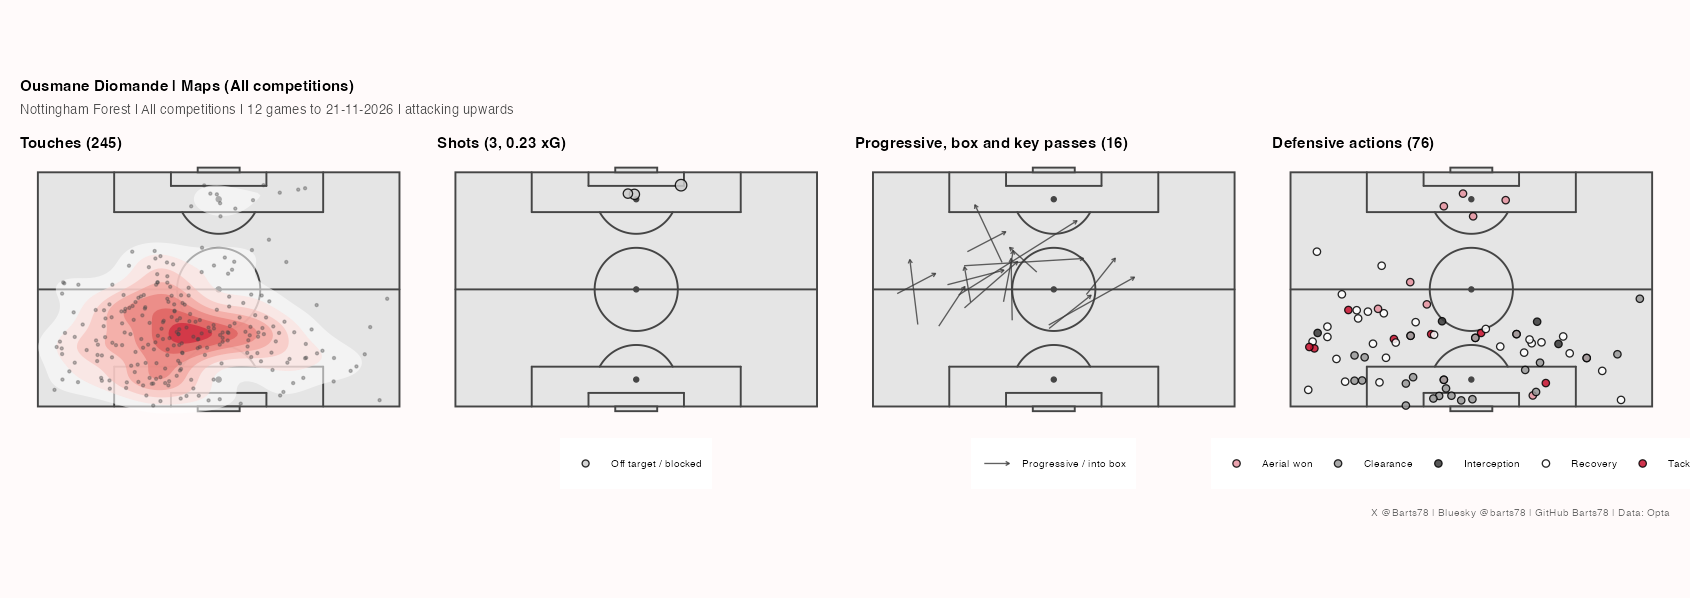 Ousmane Diomande | Maps (All competitions)
Nottingham Forest | All competitions | 12 games to 21-11-2026 | attacking upwards
Touches (245)
Shots (3, 0.23 xG)
Progressive, box and key passes (16)
Defensive actions (76)
Off target / blocked
Progressive / into box
Aerial won
Clearance
Interception
Recovery
Tack
X @Barts78 | Bluesky @barts78 | GitHub Barts78 | Data: Opta